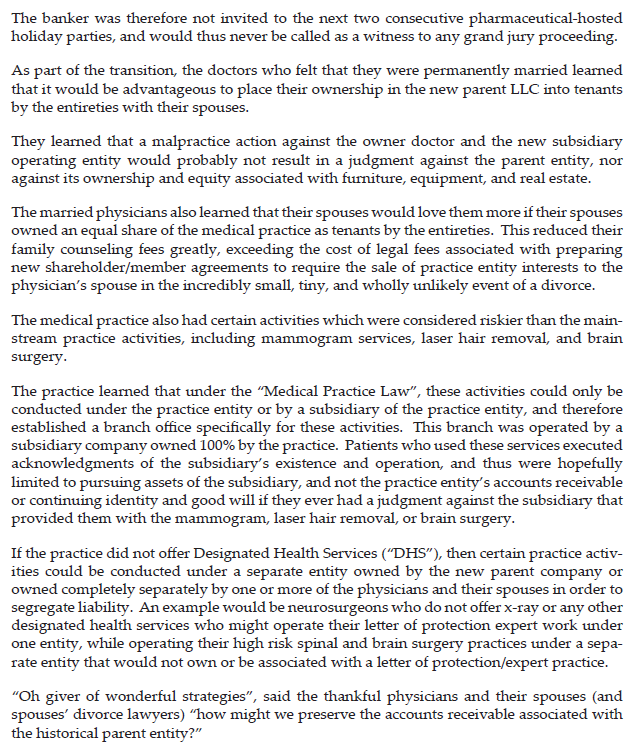 The banker was therefore not invited to the next two consecutive pharmaceutical-hosted
holiday parties, and would thus never be called as a witness to any grand jury proceeding.
As part of the transition, the doctors who felt that they were permanently married learned
that it would be advantageous to place their ownership in the new parent LLC into tenants
by the entireties with their spouses.
They learned that a malpractice action against the owner doctor and the new subsidiary
operating entity would probably not result in a judgment against the parent entity, nor
against its ownership and equity associated with furniture, equipment, and real estate.
The married physicians also learned that their spouses would love them more if their spouses
owned an equal share of the medical practice as tenants by the entireties.  This reduced their
family counseling fees greatly, exceeding the cost of legal fees associated with preparing
new shareholder/member agreements to require the sale of practice entity interests to the
physician's spouse in the incredibly small, tiny, and wholly unlikely event of a divorce.
The medical practice also had certain activities which were considered riskier than the main-
stream practice activities, including mammogram services, laser hair removal, and brain
surgery.
The practice learned that under the “Medical Practice Law”, these activities could only be
conducted under the practice entity or by a subsidiary of the practice entity, and therefore
established a branch office specifically for these activities.  This branch was operated by a
subsidiary company owned 100% by the practice.  Patients who used these services executed
acknowledgments of the subsidiary's existence and operation, and thus were hopefully
limited to pursuing assets of the subsidiary, and not the practice entity's accounts receivable
or continuing identity and good will if they ever had a judgment against the subsidiary that
provided them with the mammogram, laser hair removal, or brain surgery.
If the practice did not offer Designated Health Services (“DHS”), then certain practice activ-
ities could be conducted under a separate entity owned by the new parent company or
owned completely separately by one or more of the physicians and their spouses in order to
segregate liability.  An example would be neurosurgeons who do not offer x-ray or any other
designated health services who might operate their letter of protection expert work under
one entity, while operating their high risk spinal and brain surgery practices under a sepa-
rate entity that would not own or be associated with a letter of protection/expert practice.
“Oh giver of wonderful strategies”, said the thankful physicians and their spouses (and
spouses' divorce lawyers) “how might we preserve the accounts receivable associated with
the historical parent entity?”